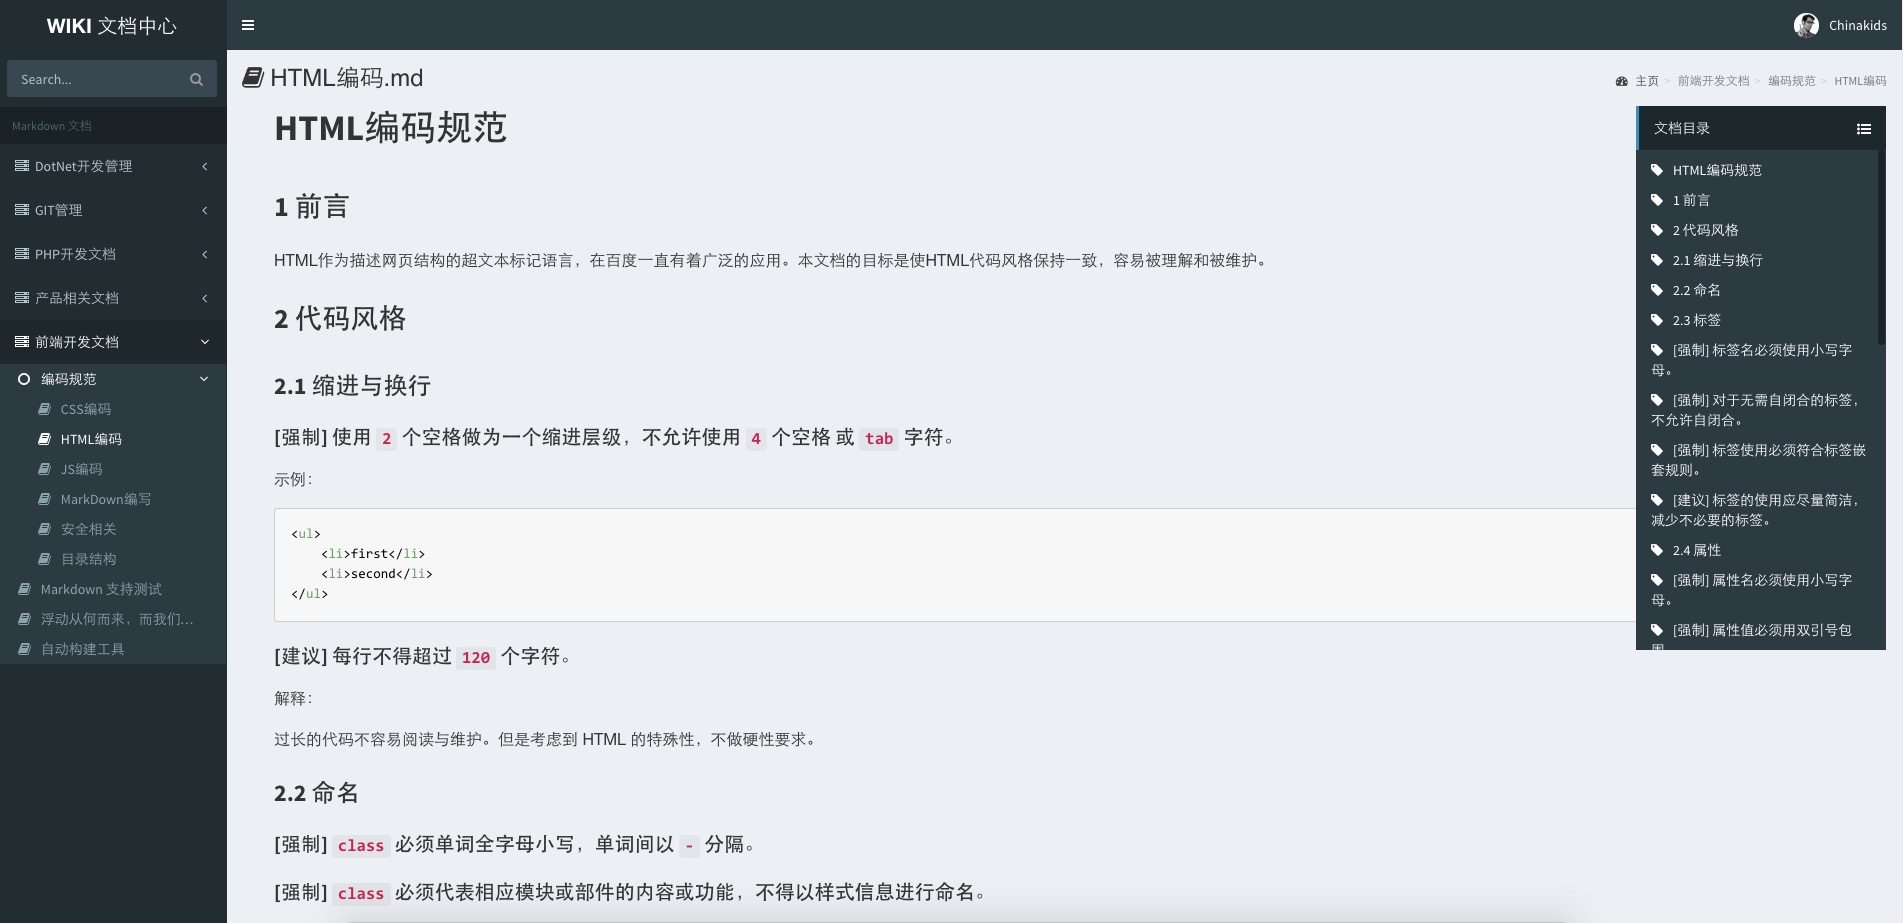 WIKI 文档中心
Chinakids
Search...
Markdown 文档
DotNet开发管理
GIT管理
PHP开发文档
产品相关文档
前端开发文档
编码规范
CSS编码
HTML编码
JS编码
MarkDown编写
安全相关
目录结构
Markdown 支持测试
浮动从何而来，而我们...
自动构建工具
HTML编码.md
主页 > 前端开发文档 > 编码规范 > HTML编码
HTML编码规范
1 前言
HTML作为描述网页结构的超文本标记语言，在百度一直有着广泛的应用。本文档的目标是使HTML代码风格保持一致，容易被理解和被维护。
2 代码风格
2.1 缩进与换行
[强制] 使用 2 个空格做为一个缩进层级，不允许使用 4 个空格 或 tab 字符。
示例：
<ul>
    <li>first</li>
    <li>second</li>
</ul>
[建议] 每行不得超过 120 个字符。
解释：
过长的代码不容易阅读与维护。但是考虑到 HTML 的特殊性，不做硬性要求。
2.2 命名
[强制] class 必须单词全字母小写，单词间以 - 分隔。
[强制] class 必须代表相应模块或部件的内容或功能，不得以样式信息进行命名。
文档目录
HTML编码规范
1 前言
2 代码风格
2.1 缩进与换行
2.2 命名
2.3 标签
[强制] 标签名必须使用小写字
母。
[强制] 对于无需自闭合的标签，
不允许自闭合。
[强制] 标签使用必须符合标签嵌
套规则。
[建议] 标签的使用应尽量简洁，
减少不必要的标签。
2.4 属性
[强制] 属性名必须使用小写字
母。
[强制] 属性值必须用双引号包